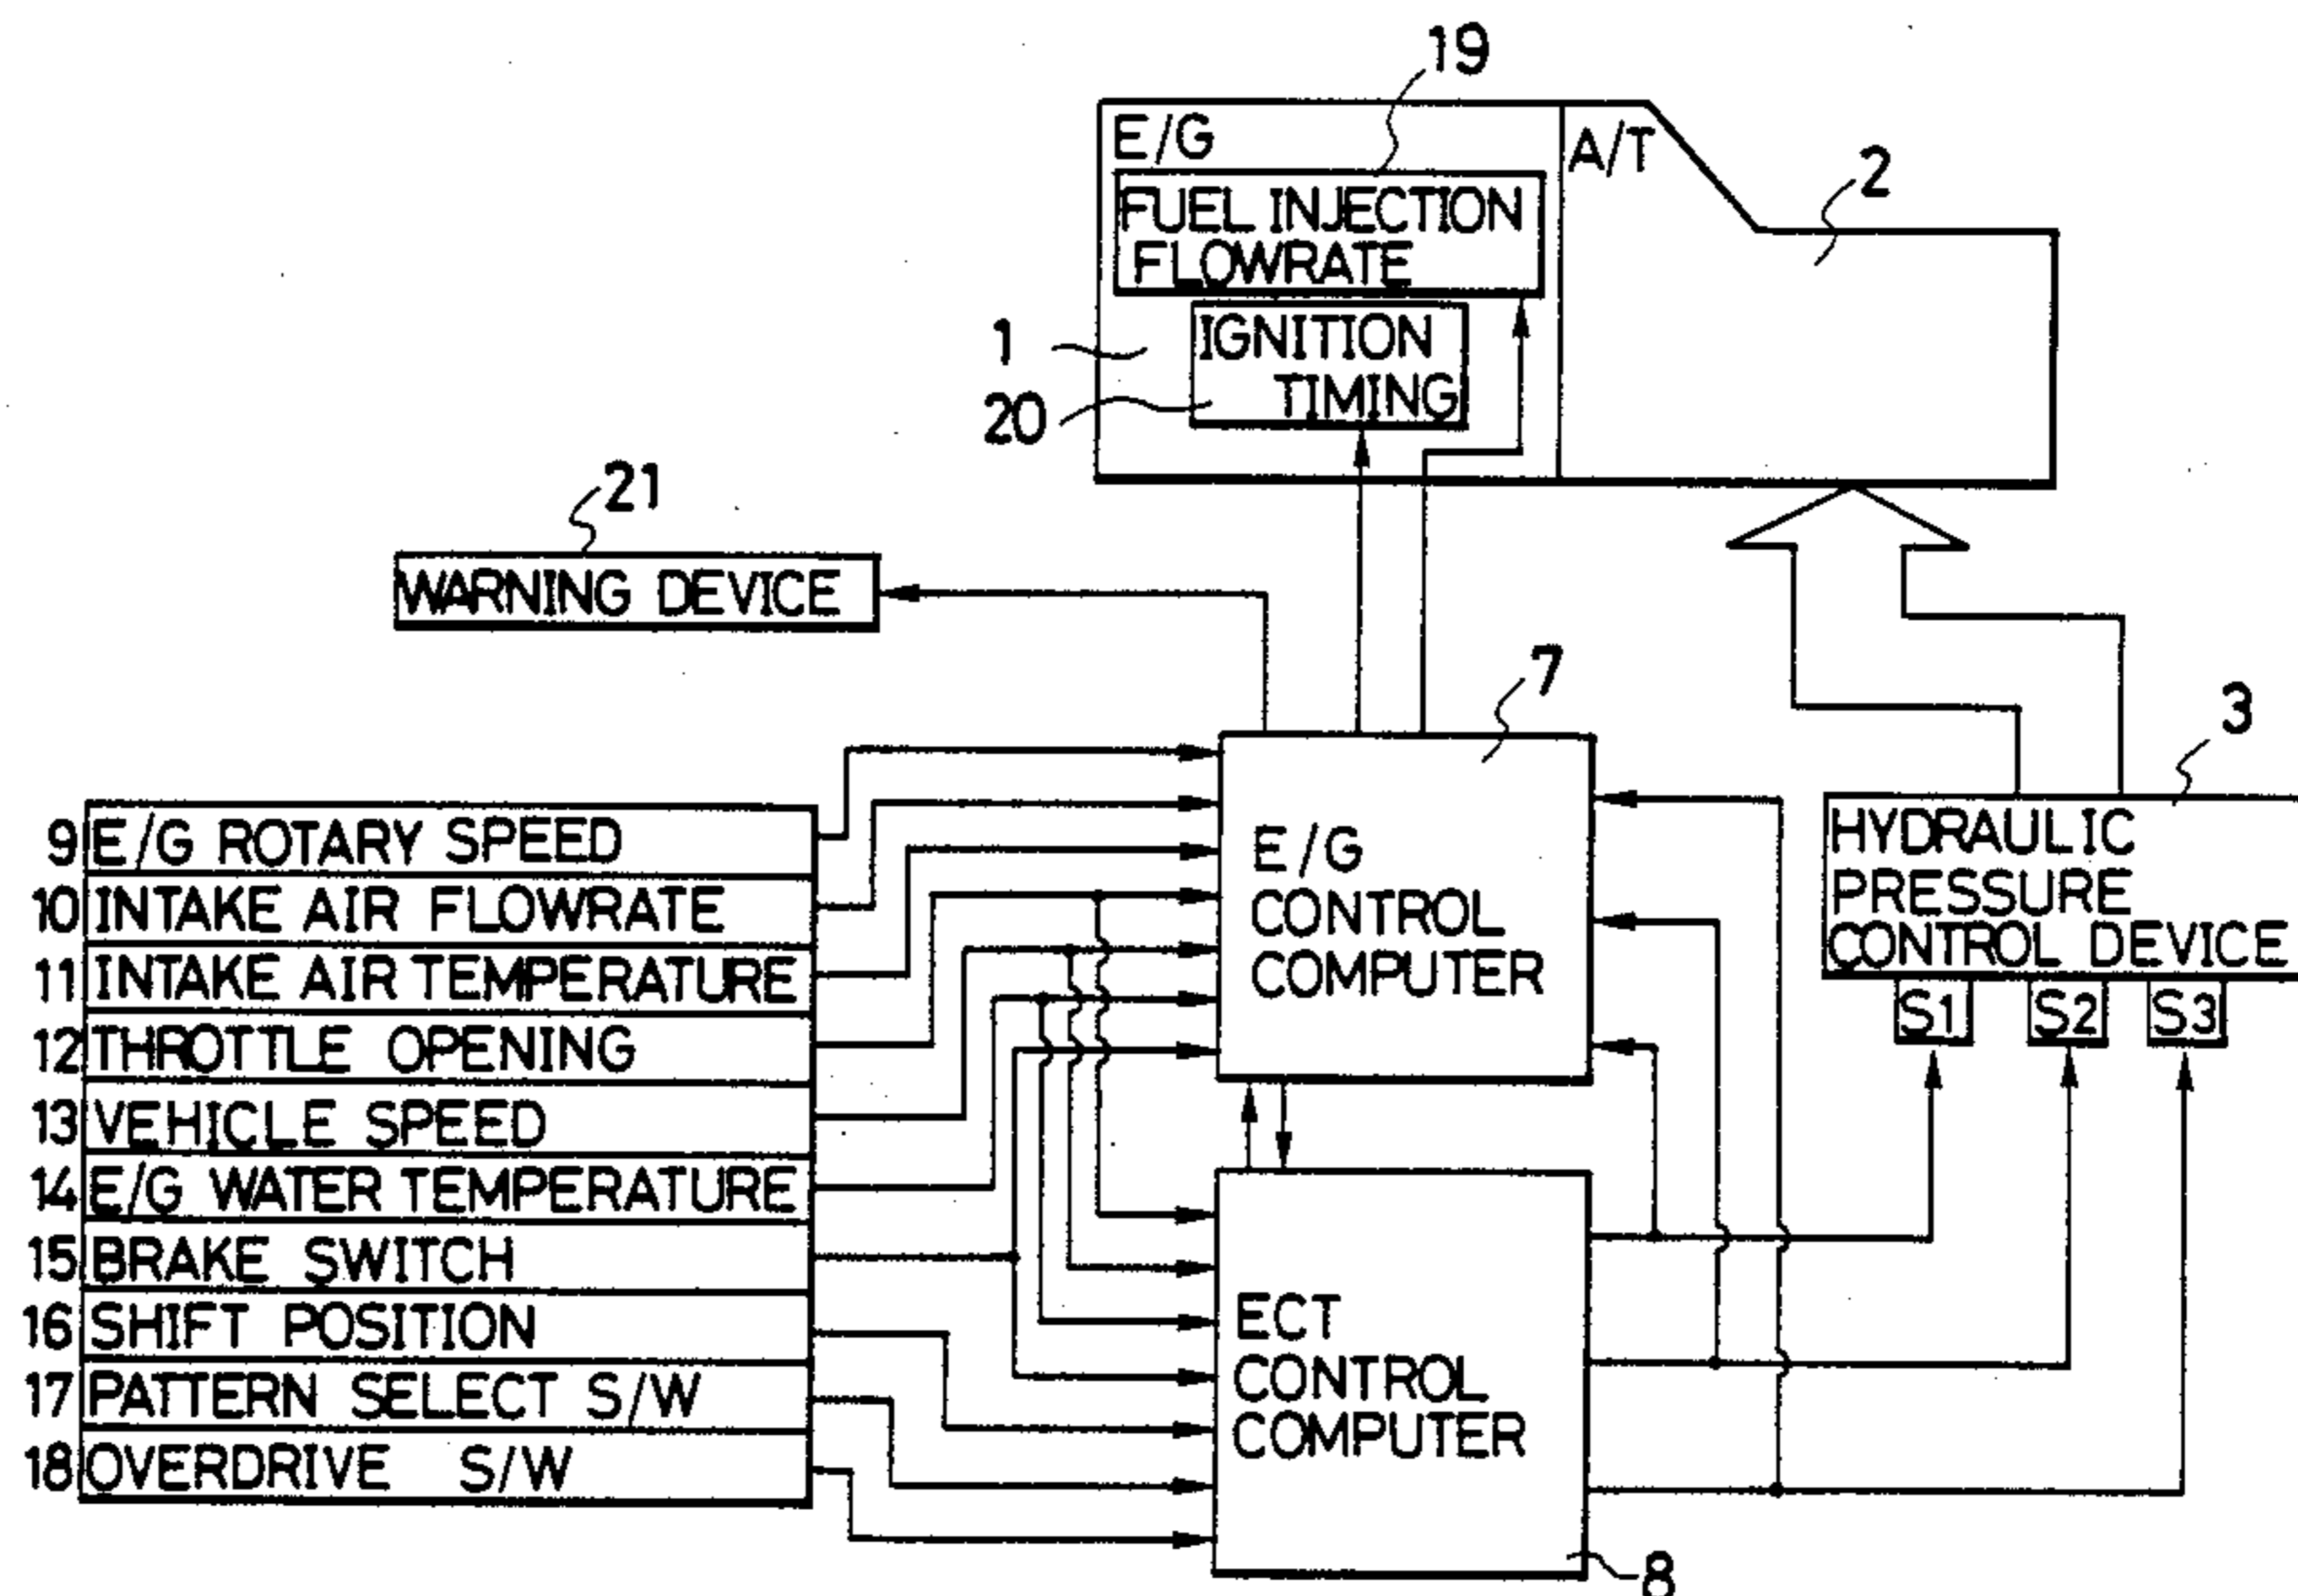 19
E/G
A/T
2
FUEL INJECTION
FLOWRATE
1
IGNITION
TIMING
20
21
WARNING DEVICE
7
3
9 E/G ROTARY SPEED
10 INTAKE AIR FLOWRATE
11 INTAKE AIR TEMPERATURE
12 THROTTLE OPENING
13 VEHICLE SPEED
14 E/G WATER TEMPERATURE
15 BRAKE SWITCH
16 SHIFT POSITION
17 PATTERN SELECT S/W
18 OVERDRIVE S/W
E/G
CONTROL
COMPUTER
HYDRAULIC
PRESSURE
CONTROL DEVICE
S1 S2 S3
ECT
CONTROL
COMPUTER
8